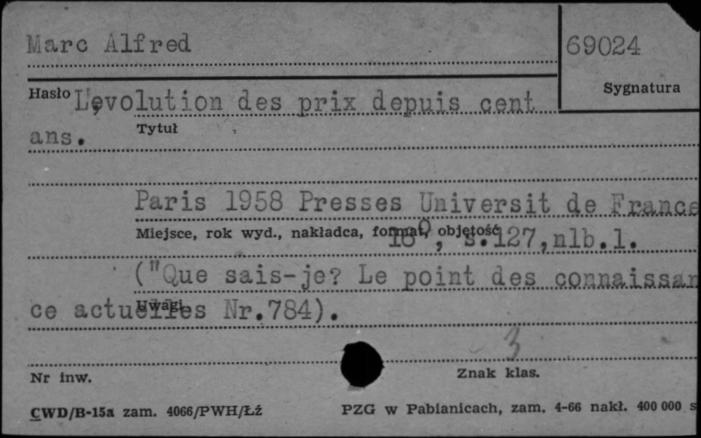 Marc Alfred
69024
Hasło
Sygnatura
L,evolution des prix depuis cent
ans.
Tytuł
Paris 1958 Presses Universit de France
Miejsce, rok wyd., nakładca, format, objętość
16°, s.127,nlb.1.
("Que sais-je? Le point des connaissan
ce actuelles Nr.784).
Uwagi
3
Nr inw.
Znak klas.
CWD/B-15a zam. 4066/PWH/Łź
PZG w Pabianicach, zam. 4-66 nakł. 400 000 s